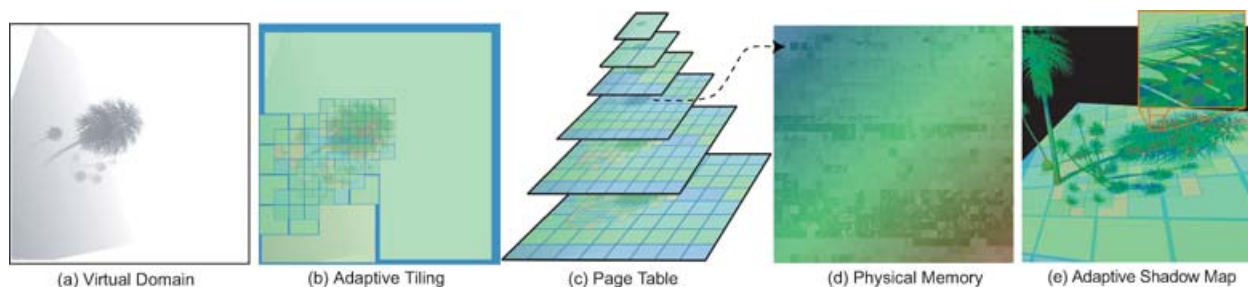 (a) Virtual Domain
(b) Adaptive Tiling
(c) Page Table
(d) Physical Memory
(e) Adaptive Shadow Map